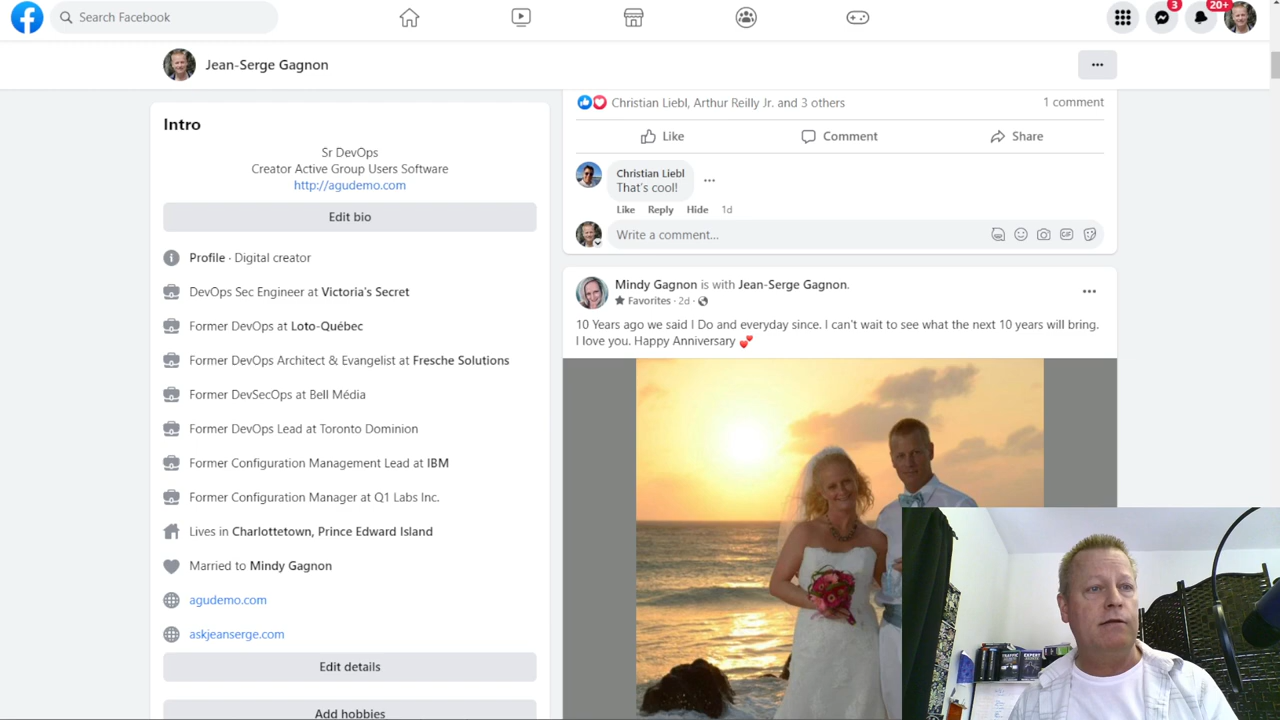 Search Facebook
3
20+
Jean-Serge Gagnon
Intro
Sr DevOps
Creator Active Group Users Software
http://agudemo.com
Edit bio
Profile · Digital creator
DevOps Sec Engineer at Victoria's Secret
Former DevOps at Loto-Québec
Former DevOps Architect & Evangelist at Fresche Solutions
Former DevSecOps at Bell Média
Former DevOps Lead at Toronto Dominion
Former Configuration Management Lead at IBM
Former Configuration Manager at Q1 Labs Inc.
Lives in Charlottetown, Prince Edward Island
Married to Mindy Gagnon
agudemo.com
askjeanserge.com
Edit details
Add hobbies
Christian Liebl, Arthur Reilly Jr. and 3 others
1 comment
Like
Comment
Share
Christian Liebl
That's cool!
Like Reply Hide 1d
Write a comment...
GIF
Mindy Gagnon is with Jean-Serge Gagnon.
Favorites · 2d ·
10 Years ago we said I Do and everyday since. I can't wait to see what the next 10 years will bring.
I love you. Happy Anniversary 💕
TRAFFIC
EXPERT